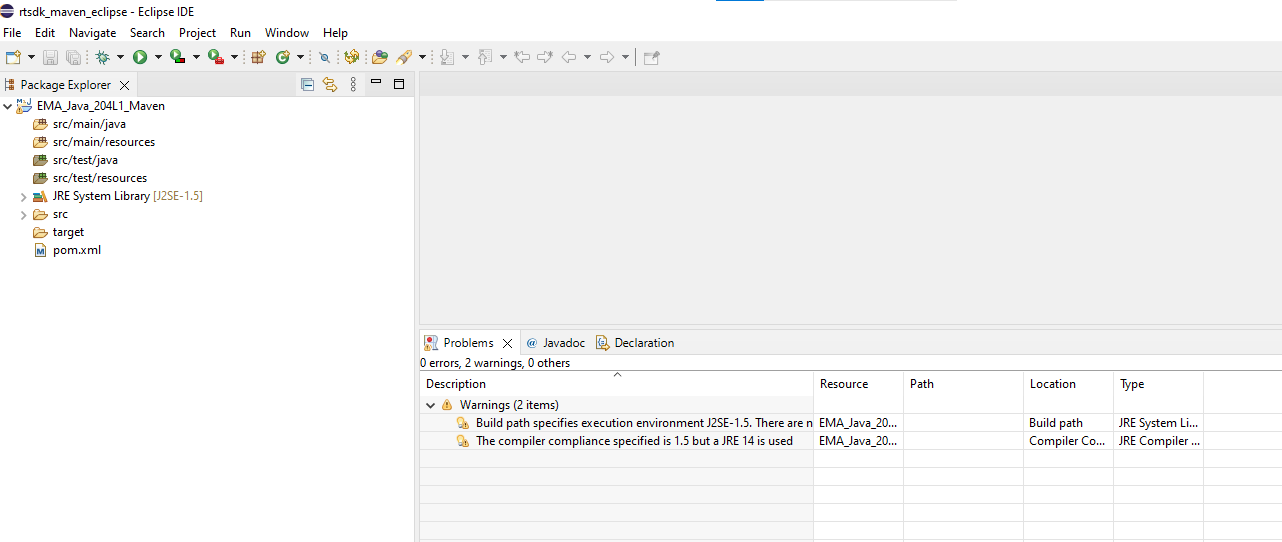 rtsdk_maven_eclipse - Eclipse IDE
File Edit Navigate Search Project Run Window Help
Package Explorer
EMA_Java_204L1_Maven
src/main/java
src/main/resources
src/test/java
src/test/resources
JRE System Library [J2SE-1.5]
src
target
pom.xml
Problems @ Javadoc Declaration
0 errors, 2 warnings, 0 others
Description Resource Path Location Type
Warnings (2 items)
Build path specifies execution environment J2SE-1.5. There are n EMA_Java_20... Build path JRE System Li...
The compiler compliance specified is 1.5 but a JRE 14 is used EMA_Java_20... Compiler Co... JRE Compiler ...